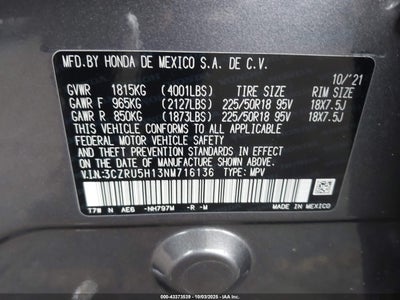 MFD.BY HONDA DE MEXICO S.A. DE C.V.
10/'21
GVWR 1815KG (4001LBS) TIRE SIZE RIM SIZE
GAWR F 965KG (2127LBS) 225/50R18 95V 18X7.5J
GAWR R 850KG (1873LBS) 225/50R18 95V 18X7.5J
THIS VEHICLE CONFORMS TO ALL APPLICABLE
FEDERAL MOTOR VEHICLE SAFETY AND THEFT
PREVENTION STANDARDS IN EFFECT ON THE DATE OF
MANUFACTURE SHOWN ABOVE.
V.I.N:3CZRU5H13NM716136 TYPE: MPV
T7W N AE6 -NH797M -R -M
MADE IN MEXICO
000-43373539 | 10/03/2025 | IAAI.com